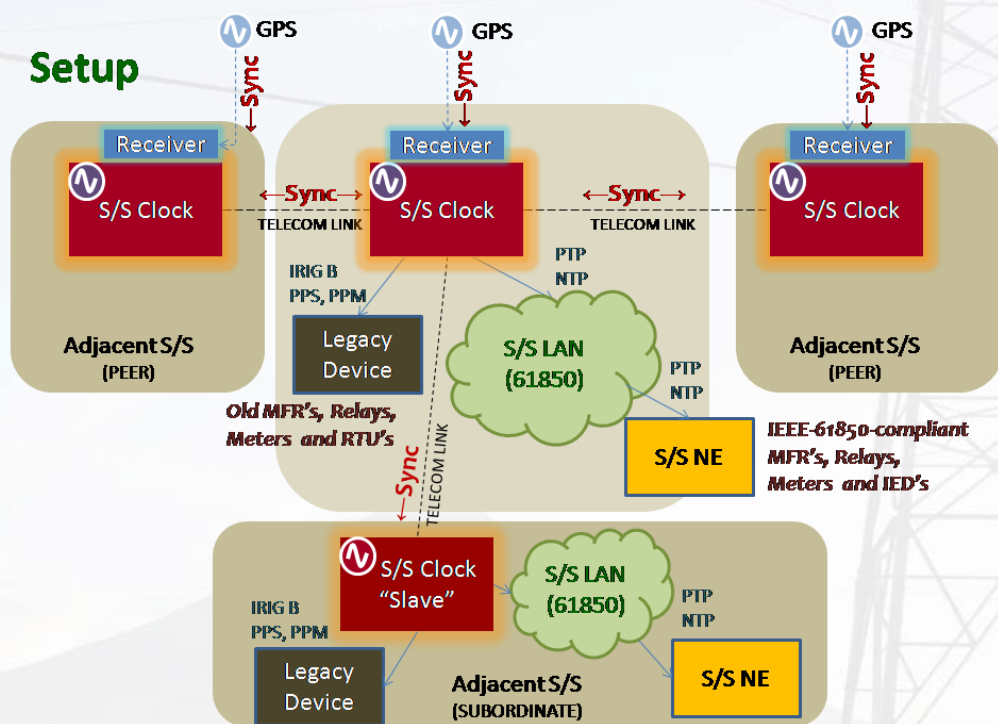 GPS
GPS
GPS
Setup
Sync
Sync
Sync
Receiver
Receiver
Receiver
S/S Clock
Sync
S/S Clock
Sync
S/S Clock
TELECOM LINK
TELECOM LINK
IRIG B
PPS, PPM
PTP
NTP
Legacy
Device
S/S LAN
(61850)
Adjacent S/S
(PEER)
Adjacent S/S
(PEER)
PTP
NTP
Old MFR's, Relays,
Meters and RTU's
S/S NE
IEEE-61850-compliant
MFR's, Relays,
Meters and IED's
Sync
TELECOM LINK
S/S Clock
"Slave"
S/S LAN
(61850)
IRIG B
PPS, PPM
PTP
NTP
Legacy
Device
S/S NE
Adjacent S/S
(SUBORDINATE)